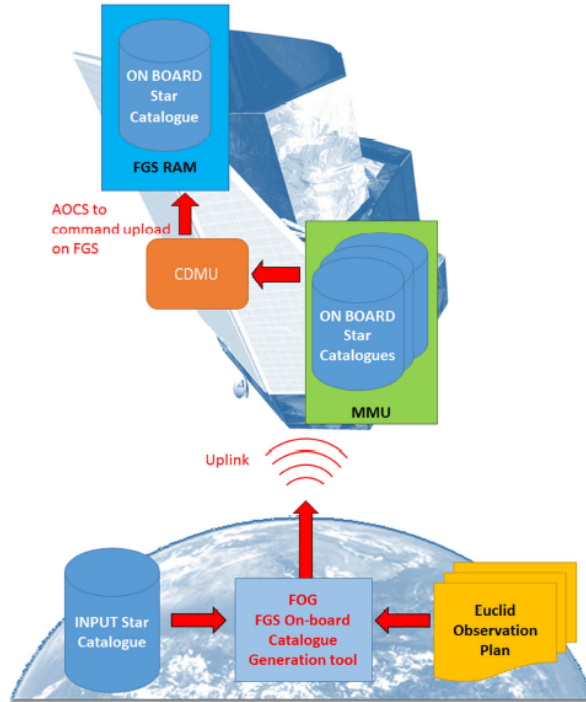 ON BOARD
Star
Catalogue
FGS RAM
AOCS to
command upload
on FGS
CDMU
ON BOARD
Star
Catalogues
MMU
Uplink
INPUT Star
Catalogue
FOG
FGS On-board
Catalogue
Generation tool
Euclid
Observation
Plan